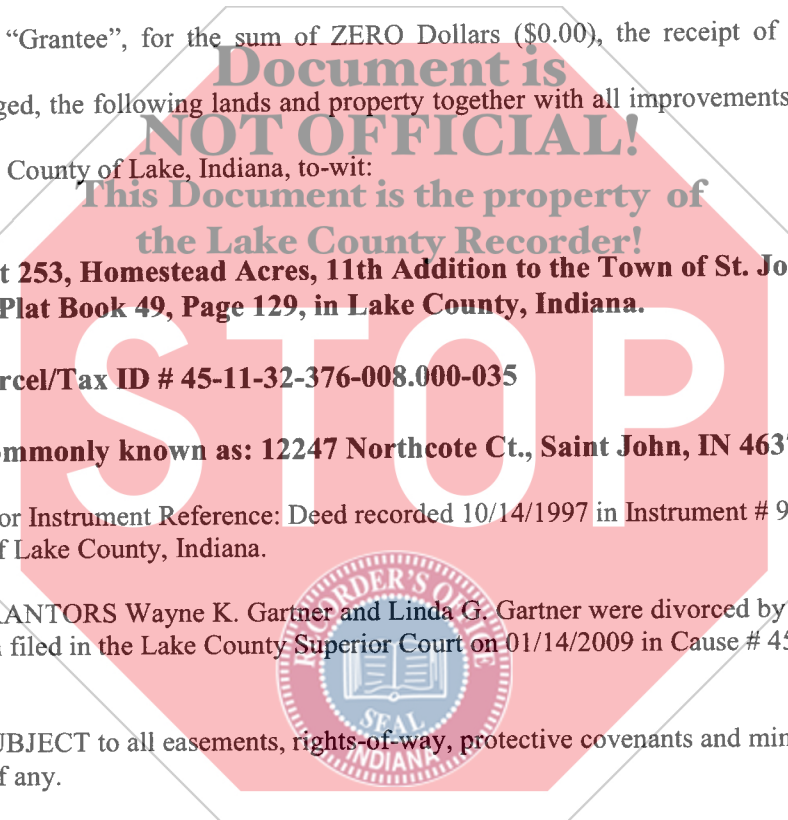 “Grantee”, for the sum of ZERO Dollars ($0.00), the receipt of
Document is
ged, the following lands and property together with all improvements
NOT OFFICIAL!
County of Lake, Indiana, to-wit:
This Document is the property of
the Lake County Recorder!
t 253, Homestead Acres, 11th Addition to the Town of St. Jo
Plat Book 49, Page 129, in Lake County, Indiana.
STOP
rcel/Tax ID # 45-11-32-376-008.000-035
mmonly known as: 12247 Northcote Ct., Saint John, IN 4637
or Instrument Reference: Deed recorded 10/14/1997 in Instrument # 9
f Lake County, Indiana.
RECORDER'S OFFICE
ANTORS Wayne K. Gartner and Linda G. Gartner were divorced by
filed in the Lake County Superior Court on 01/14/2009 in Cause # 45
SEAL
UBJECT to all easements, rights-of-way, protective covenants and min
INDIANA
f any.